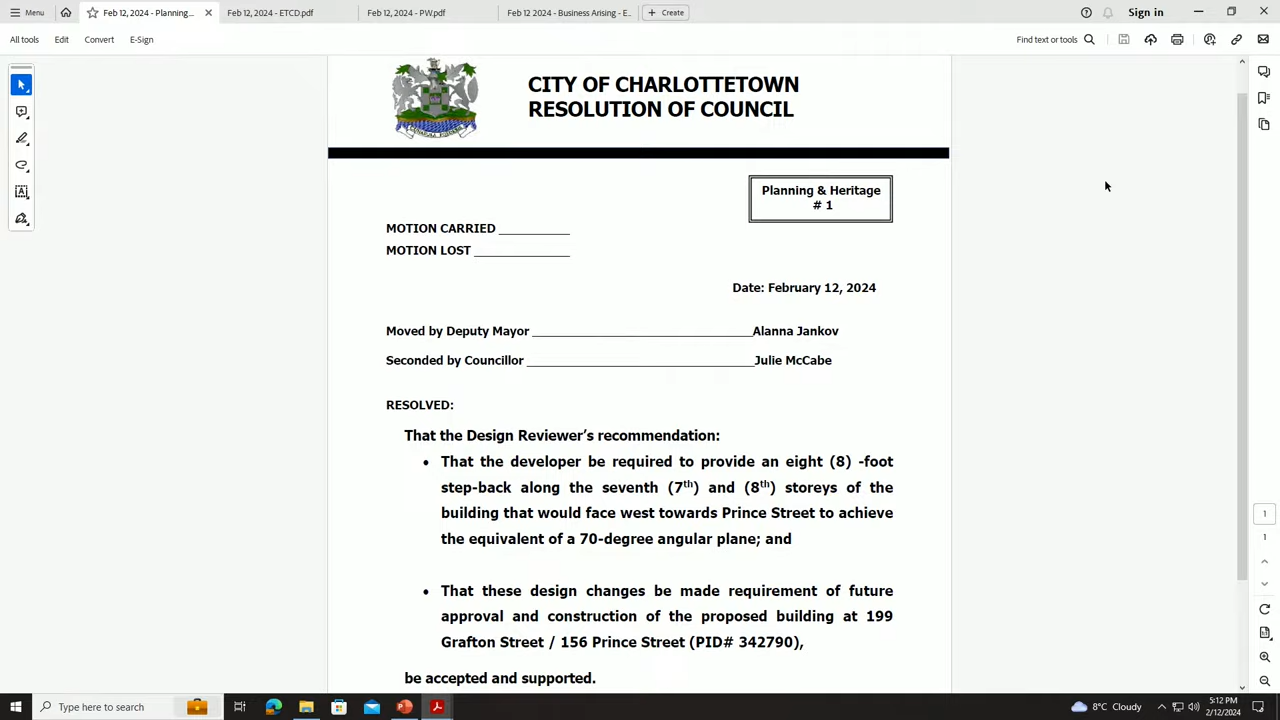 Menu
Feb 12, 2024 - Planning...
Feb 12, 2024 - ETCD.pdf
Feb 12, 2024 - PW.pdf
Feb 12 2024 - Business Arising - E...
+ Create
Sign in
All tools Edit Convert E-Sign
Find text or tools
CITY OF CHARLOTTETOWN
RESOLUTION OF COUNCIL
Planning & Heritage
# 1
MOTION CARRIED ___________
MOTION LOST _______________
Date: February 12, 2024
Moved by Deputy Mayor __________________________________Alanna Jankov
Seconded by Councillor ___________________________________Julie McCabe
RESOLVED:
That the Design Reviewer's recommendation:
• That the developer be required to provide an eight (8) -foot
step-back along the seventh (7th) and (8th) storeys of the
building that would face west towards Prince Street to achieve
the equivalent of a 70-degree angular plane; and
• That these design changes be made requirement of future
approval and construction of the proposed building at 199
Grafton Street / 156 Prince Street (PID# 342790),
be accepted and supported.
1
1
Type here to search
8°C Cloudy
5:12 PM
2/12/2024